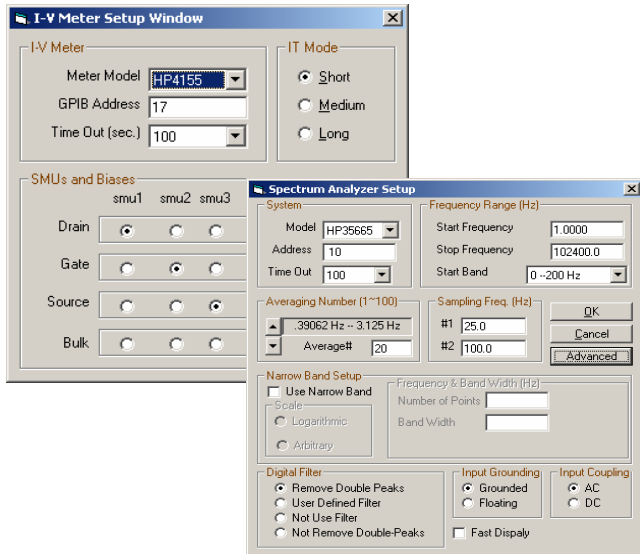 I-V Meter Setup Window
I-V Meter
Meter Model HP4155
GPIB Address 17
Time Out (sec.) 100
IT Mode
Short
Medium
Long
SMUs and Biases
smu1 smu2 smu3
Drain
Gate
Source
Bulk
Spectrum Analyzer Setup
System
Model HP35665
Address 10
Time Out 100
Frequency Range (Hz)
Start Frequency 1.0000
Stop Frequency 102400.0
Start Band 0 --200 Hz
Averaging Number (1~100)
.39062 Hz -- 3.125 Hz
Average# 20
Sampling Freq. (Hz)
#1 25.0
#2 100.0
OK
Cancel
Advanced
Narrow Band Setup
Use Narrow Band
Scale
Logarithmic
Arbitrary
Frequency & Band Width (Hz)
Number of Points
Band Width
Digital Filter
Remove Double Peaks
User Defined Filter
Not Use Filter
Not Remove Double-Peaks
Input Grounding
Grounded
Floating
Input Coupling
AC
DC
Fast Dispaly